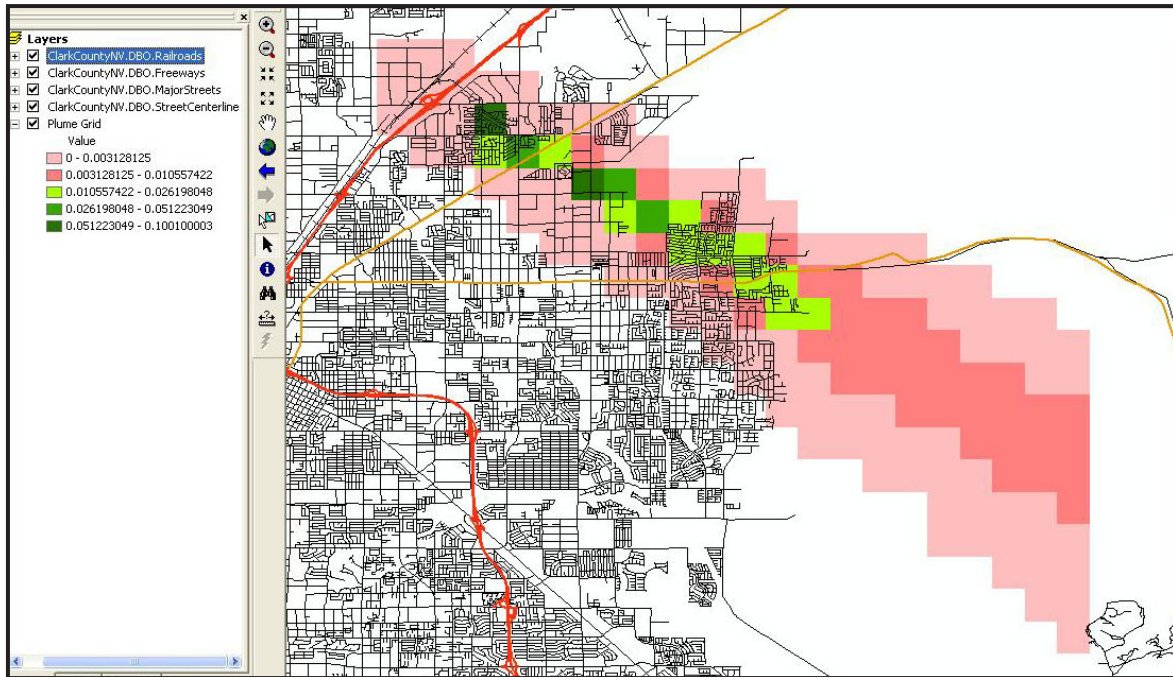 Layers
ClarkCountyNV.DBO.Railroads
ClarkCountyNV.DBO.Freeways
ClarkCountyNV.DBO.MajorStreets
ClarkCountyNV.DBO.StreetCenterline
Plume Grid
Value
0 - 0.003128125
0.003128125 - 0.010557422
0.010557422 - 0.026198048
0.026198048 - 0.051223049
0.051223049 - 0.100100003